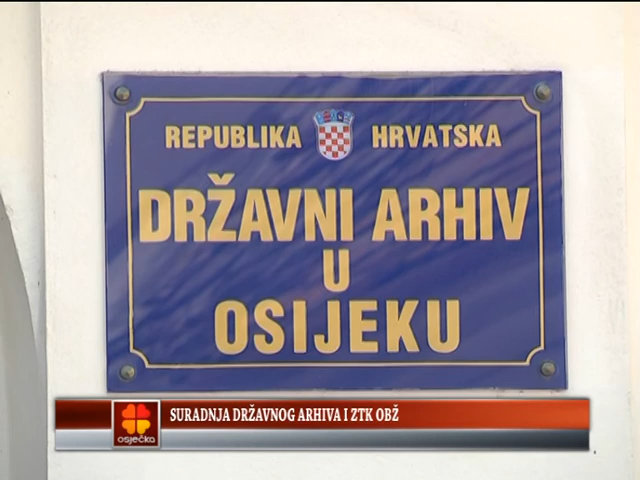 REPUBLIKA HRVATSKA
DRŽAVNI ARHIV
U
OSIJEKU
SURADNJA DRŽAVNOG ARHIVA I ZTK OBŽ
osječka